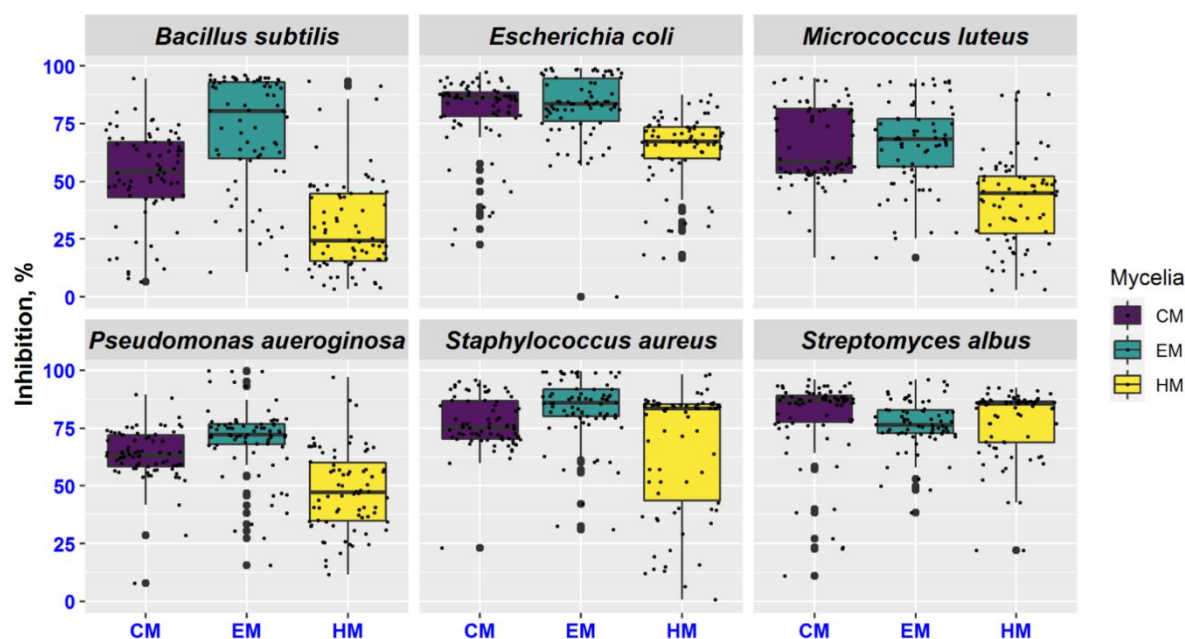 Bacillus subtilis
Escherichia coli
Micrococcus luteus
100
75
50
25
0
Pseudomonas aueroginosa
Staphylococcus aureus
Streptomyces albus
100
75
50
25
0
CM
EM
HM
CM
EM
HM
CM
EM
HM
Inhibition, %
Mycelia
CM
EM
HM